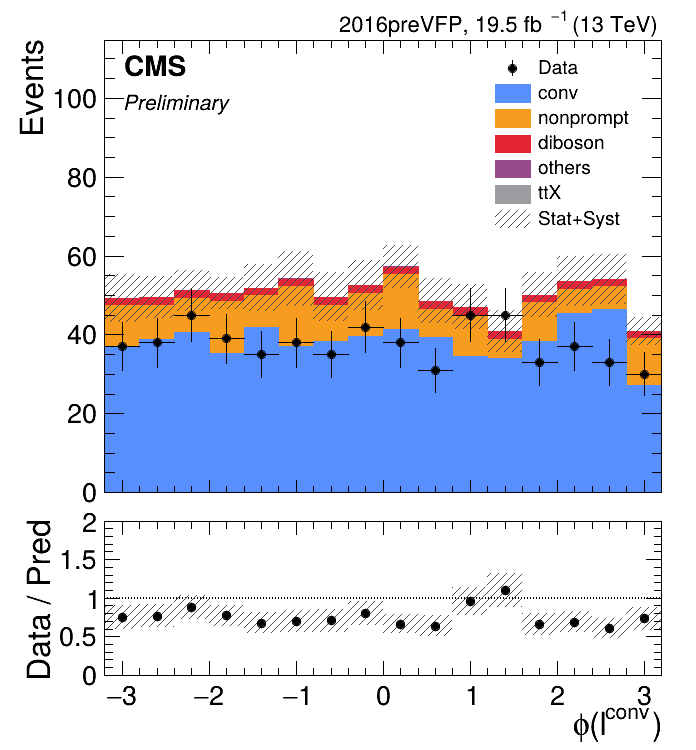 2016preVFP, 19.5 fb⁻¹ (13 TeV)
CMS
Preliminary
Events
100
80
60
40
20
0
Data
conv
nonprompt
diboson
others
ttX
Stat+Syst
Data / Pred
2
1.5
1
0.5
0
−3 −2 −1 0 1 2 3
ϕ(l^conv)